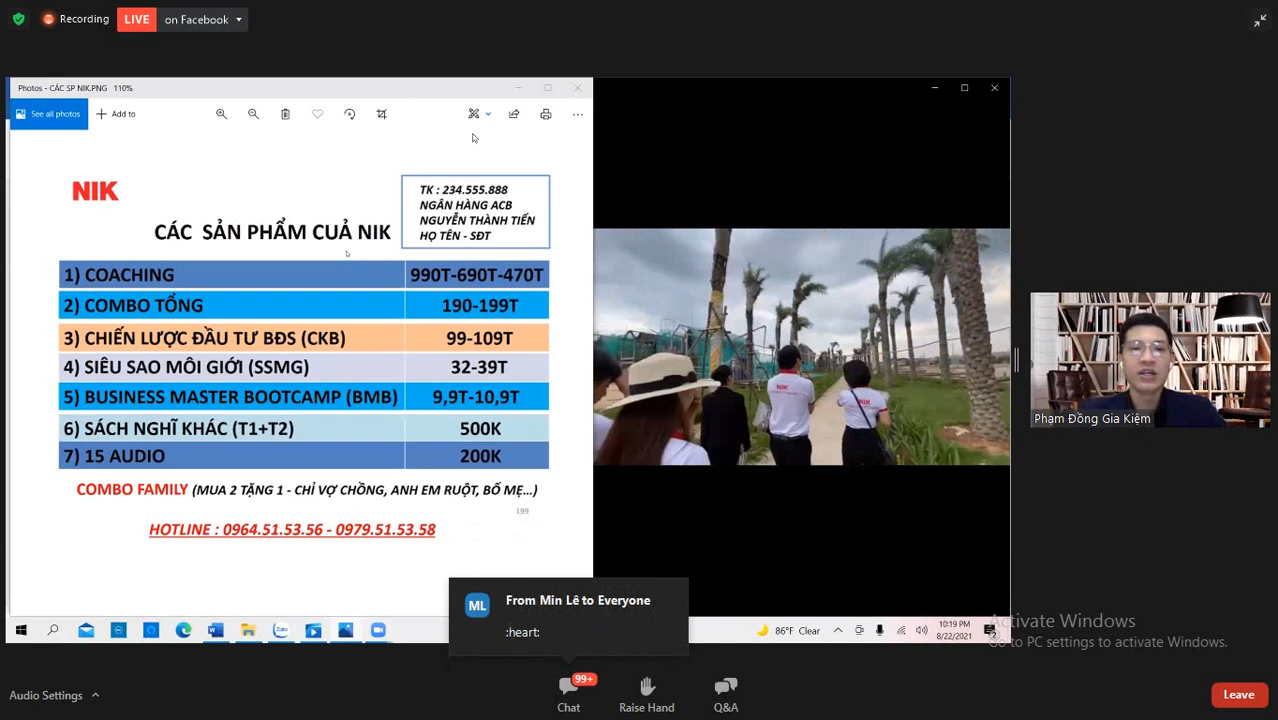 Recording
LIVE on Facebook
Photos - CÁC SP NIK.PNG 110%
See all photos
Add to
NIK
TK : 234.555.888
NGÂN HÀNG ACB
NGUYỄN THÀNH TIẾN
HỌ TÊN - SĐT
CÁC SẢN PHẨM CUẢ NIK
1) COACHING 990T-690T-470T
2) COMBO TỔNG 190-199T
3) CHIẾN LƯỢC ĐẦU TƯ BĐS (CKB) 99-109T
4) SIÊU SAO MÔI GIỚI (SSMG) 32-39T
5) BUSINESS MASTER BOOTCAMP (BMB) 9,9T-10,9T
6) SÁCH NGHĨ KHÁC (T1+T2) 500K
7) 15 AUDIO 200K
COMBO FAMILY (MUA 2 TẶNG 1 - CHỈ VỢ CHỒNG, ANH EM RUỘT, BỐ MẸ...)
199
HOTLINE : 0964.51.53.56 - 0979.51.53.58
NIK
NIK
Phạm Đồng Gia Kiệm
ML
From Min Lê to Everyone
:heart:
Zalo
86°F Clear
10:19 PM
8/22/2021
Activate Windows
Go to PC settings to activate Windows.
Audio Settings
99+
Chat
Raise Hand
Q&A
Leave